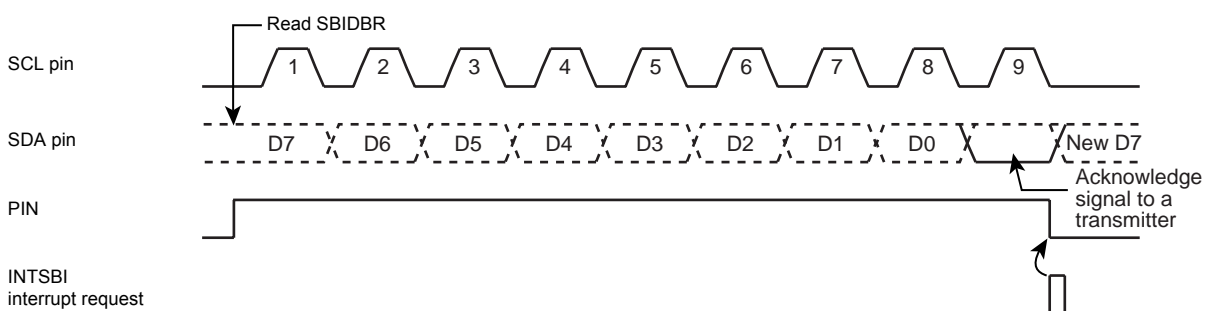 Read SBIDBR
SCL pin
1 2 3 4 5 6 7 8 9
SDA pin
D7 D6 D5 D4 D3 D2 D1 D0 New D7
Acknowledge
signal to a
transmitter
PIN
INTSBI
interrupt request